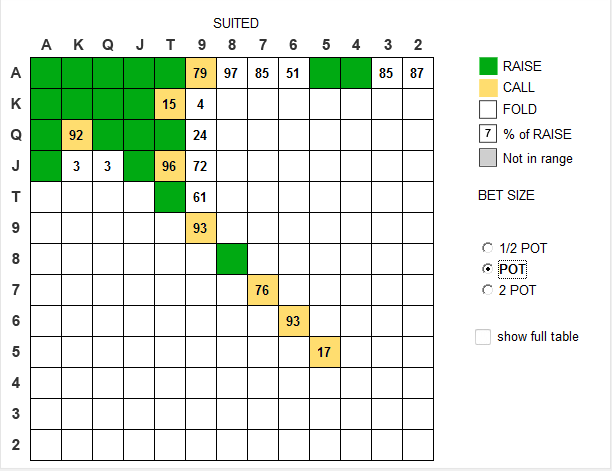 SUITED
A K Q J T 9 8 7 6 5 4 3 2
A 79 97 85 51 85 87
K 15 4
Q 92 24
J 3 3 96 72
T 61
9 93
8
7 76
6 93
5 17
4
3
2
RAISE
CALL
FOLD
7 % of RAISE
Not in range
BET SIZE
1/2 POT
POT
2 POT
show full table